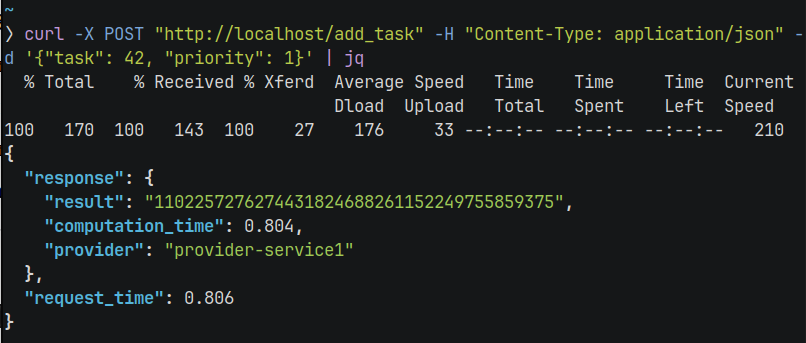 ~
❯ curl -X POST "http://localhost/add_task" -H "Content-Type: application/json" -
d '{"task": 42, "priority": 1}' | jq
  % Total    % Received % Xferd  Average Speed   Time    Time     Time  Current
                                 Dload  Upload   Total   Spent    Left  Speed
100   170  100   143  100    27    176     33 --:--:-- --:--:-- --:--:--   210
{
  "response": {
    "result": "1102257276274431824688261152249755859375",
    "computation_time": 0.804,
    "provider": "provider-service1"
  },
  "request_time": 0.806
}